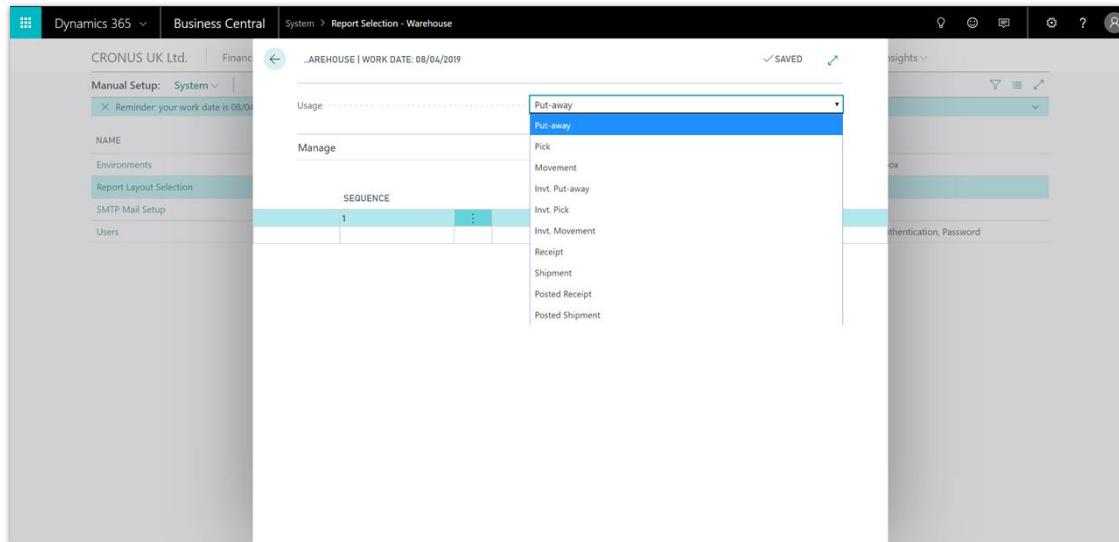 Dynamics 365 Business Central System > Report Selection - Warehouse ?
CRONUS UK Ltd. Financ ...AREHOUSE | WORK DATE: 08/04/2019 SAVED nsights
Manual Setup: System
Reminder: your work date is 08/04
Usage Put-away
Put-away
NAME
Manage Pick
Environments Movement ox
Report Layout Selection Invt. Put-away
SEQUENCE
SMTP Mail Setup Invt. Pick
1
Users Invt. Movement thentication, Password
Receipt
Shipment
Posted Receipt
Posted Shipment